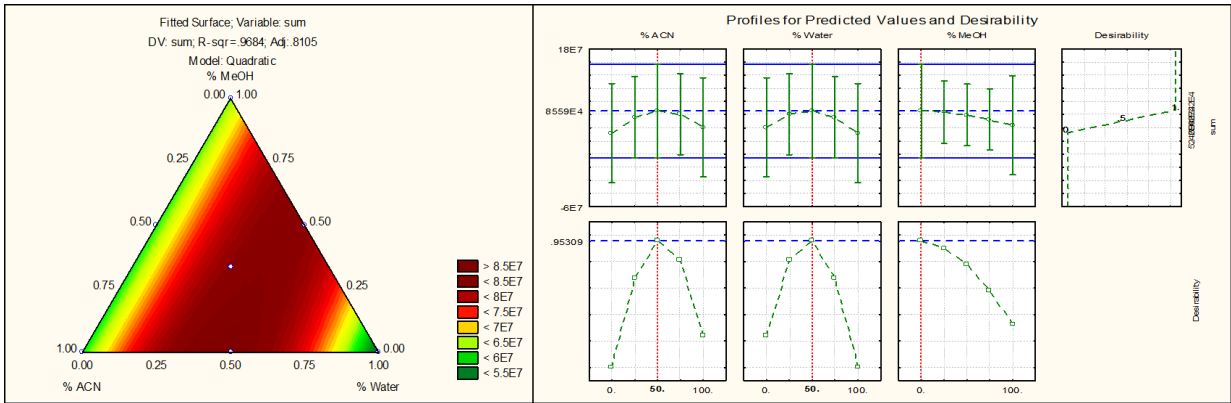 Fitted Surface; Variable: sum
DV: sum; R-sqr=.9684; Adj:.8105
Model: Quadratic
% MeOH
0.00 1.00
0.25 0.75
0.50 0.50
0.75 0.25
1.00 0.00
0.00 0.25 0.50 0.75 1.00
% ACN % Water
> 8.5E7
< 8.5E7
< 8E7
< 7.5E7
< 7E7
< 6.5E7
< 6E7
< 5.5E7
Profiles for Predicted Values and Desirability
% ACN % Water % MeOH Desirability
18E7
8559E4
-6E7
0 .5 1
sum
.95309
Desirability
0. 50. 100. 0. 50. 100. 0. 100.